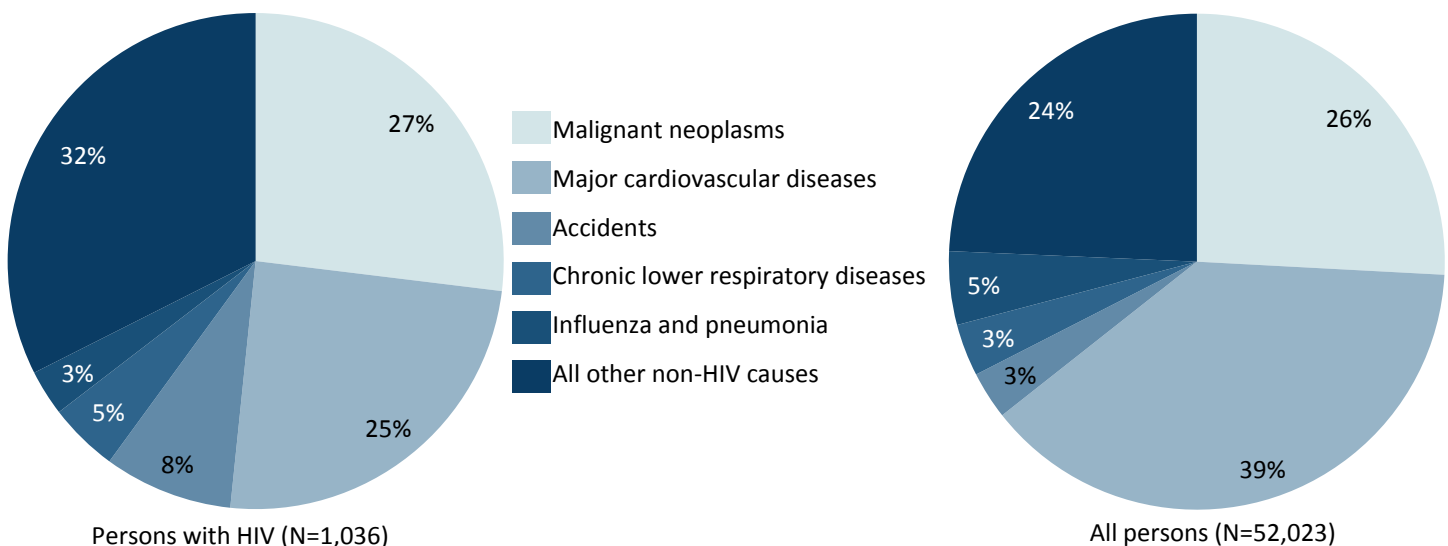 27%
32%
3%
5%
8%
25%
Persons with HIV (N=1,036)
Malignant neoplasms
Major cardiovascular diseases
Accidents
Chronic lower respiratory diseases
Influenza and pneumonia
All other non-HIV causes
24%
26%
5%
3%
3%
39%
All persons (N=52,023)